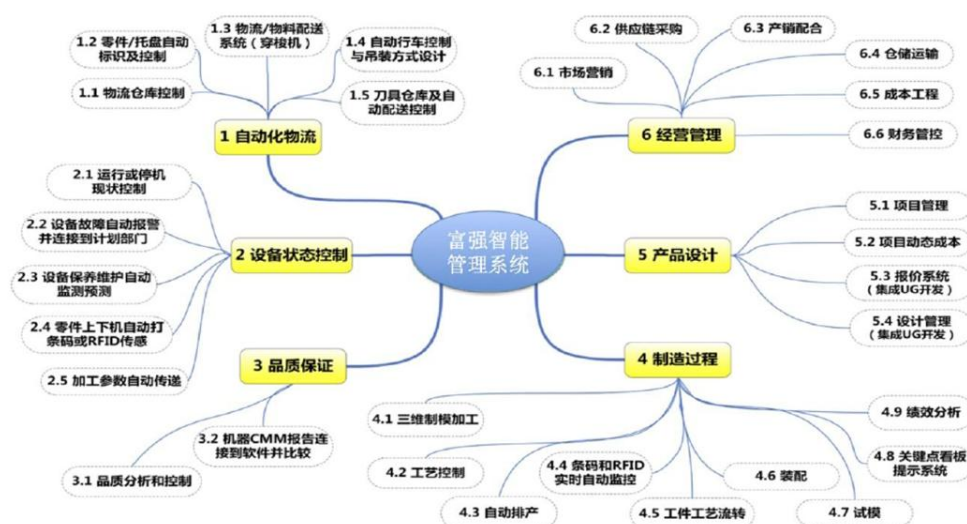 富强智能
管理系统
1 自动化物流
1.1 物流仓库控制
1.2 零件/托盘自动
标识及控制
1.3 物流/物料配送
系统（穿梭机）
1.4 自动行车控制
与吊装方式设计
1.5 刀具仓库及自
动配送控制
2 设备状态控制
2.1 运行或停机
现状控制
2.2 设备故障自动报警
并连接到计划部门
2.3 设备保养维护自动
监测预测
2.4 零件上下机自动打
条码或RFID传感
2.5 加工参数自动传递
3 品质保证
3.1 品质分析和控制
3.2 机器CMM报告连
接到软件并比较
4 制造过程
4.1 三维制模加工
4.2 工艺控制
4.3 自动排产
4.4 条码和RFID
实时自动监控
4.5 工件工艺流转
4.6 装配
4.7 试模
4.8 关键点看板
提示系统
4.9 绩效分析
5 产品设计
5.1 项目管理
5.2 项目动态成本
5.3 报价系统
（集成UG开发）
5.4 设计管理
（集成UG开发）
6 经营管理
6.1 市场营销
6.2 供应链采购
6.3 产销配合
6.4 仓储运输
6.5 成本工程
6.6 财务管控